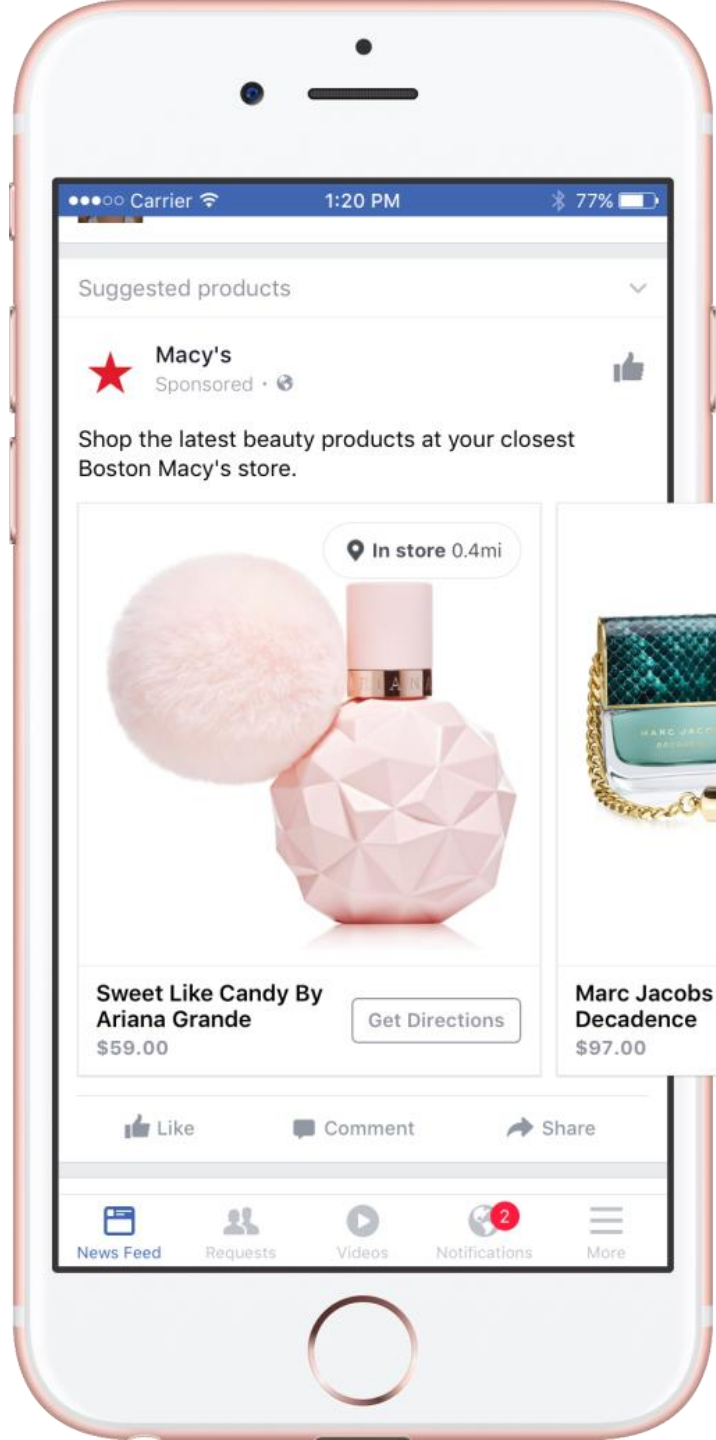 Carrier 1:20 PM 77%
Suggested products
Macy's
Sponsored
Shop the latest beauty products at your closest
Boston Macy's store.
In store 0.4mi
MARC JACO
Sweet Like Candy By
Ariana Grande
$59.00
Get Directions
Marc Jacobs
Decadence
$97.00
Like Comment Share
2
News Feed Requests Videos Notifications More